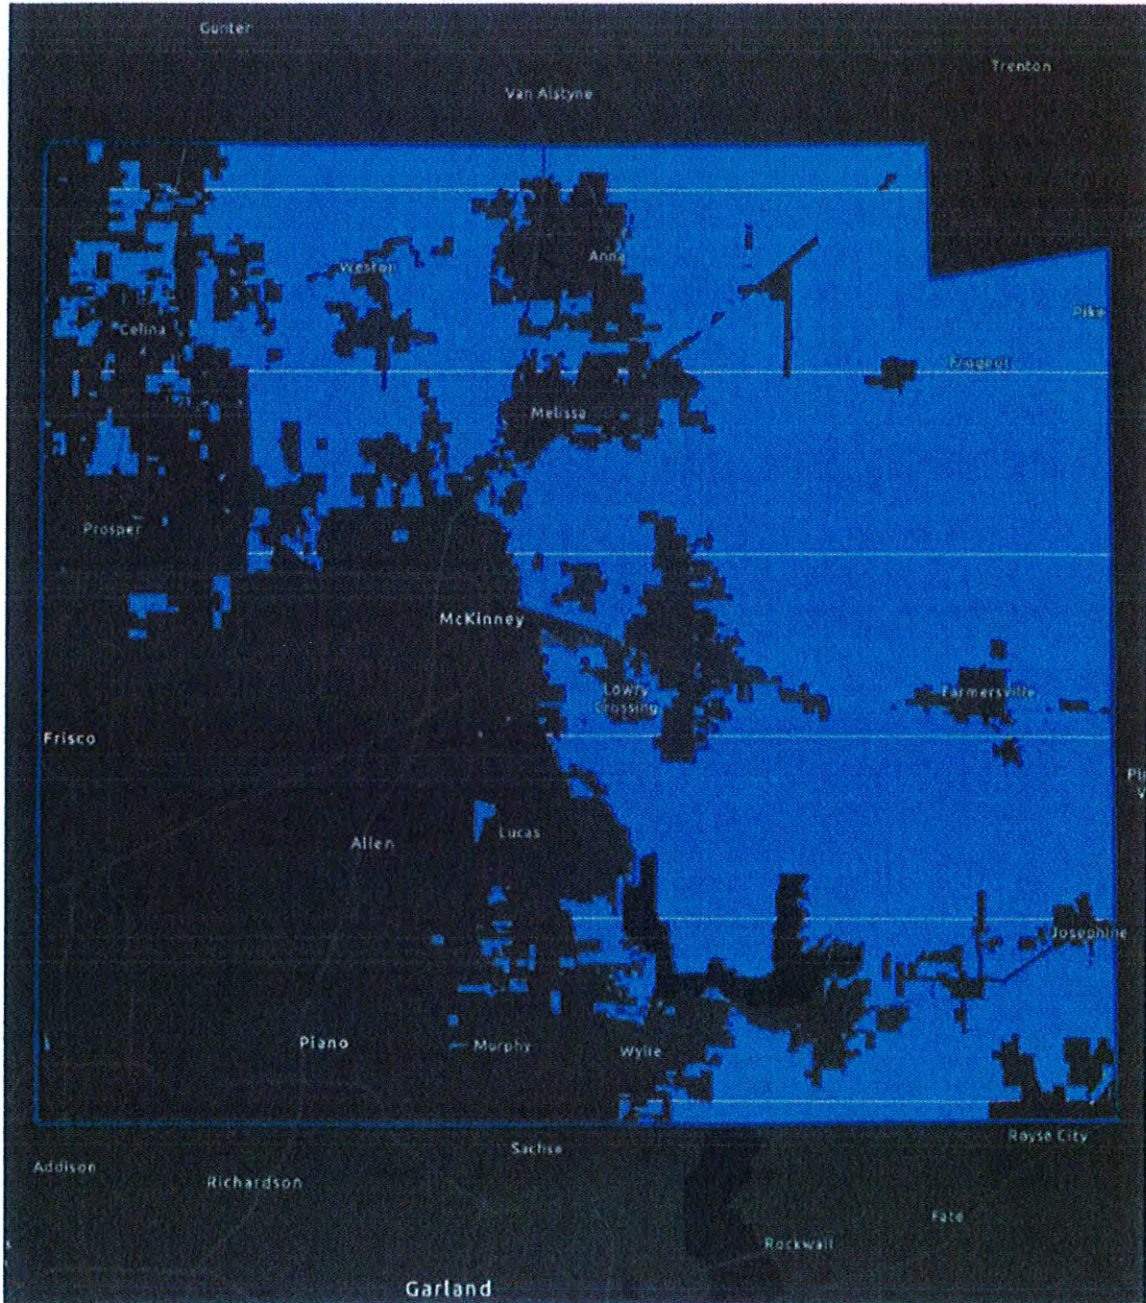 Gunter
Trenton
Van Alstyne
Anna
Weston
Pike
Celina
Frognot
Melissa
Prosper
McKinney
Lowry
Crossing
Farmersville
Frisco
Lucas
Allen
Josephine
Plano
Murphy
Wylie
Royse City
Sachse
Addison
Richardson
Fate
Rockwall
Garland